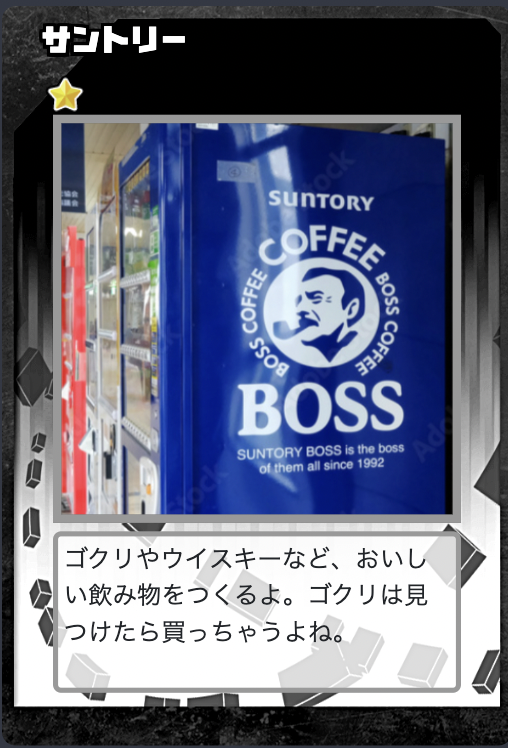 サントリー
SUNTORY
COFFEE
BOSS COFFEE
BOSS COFFEE
BOSS
SUNTORY BOSS is the boss
of them all since 1992
ゴクリやウイスキーなど、おいし
い飲み物をつくるよ。ゴクリは見
つけたら買っちゃうよね。